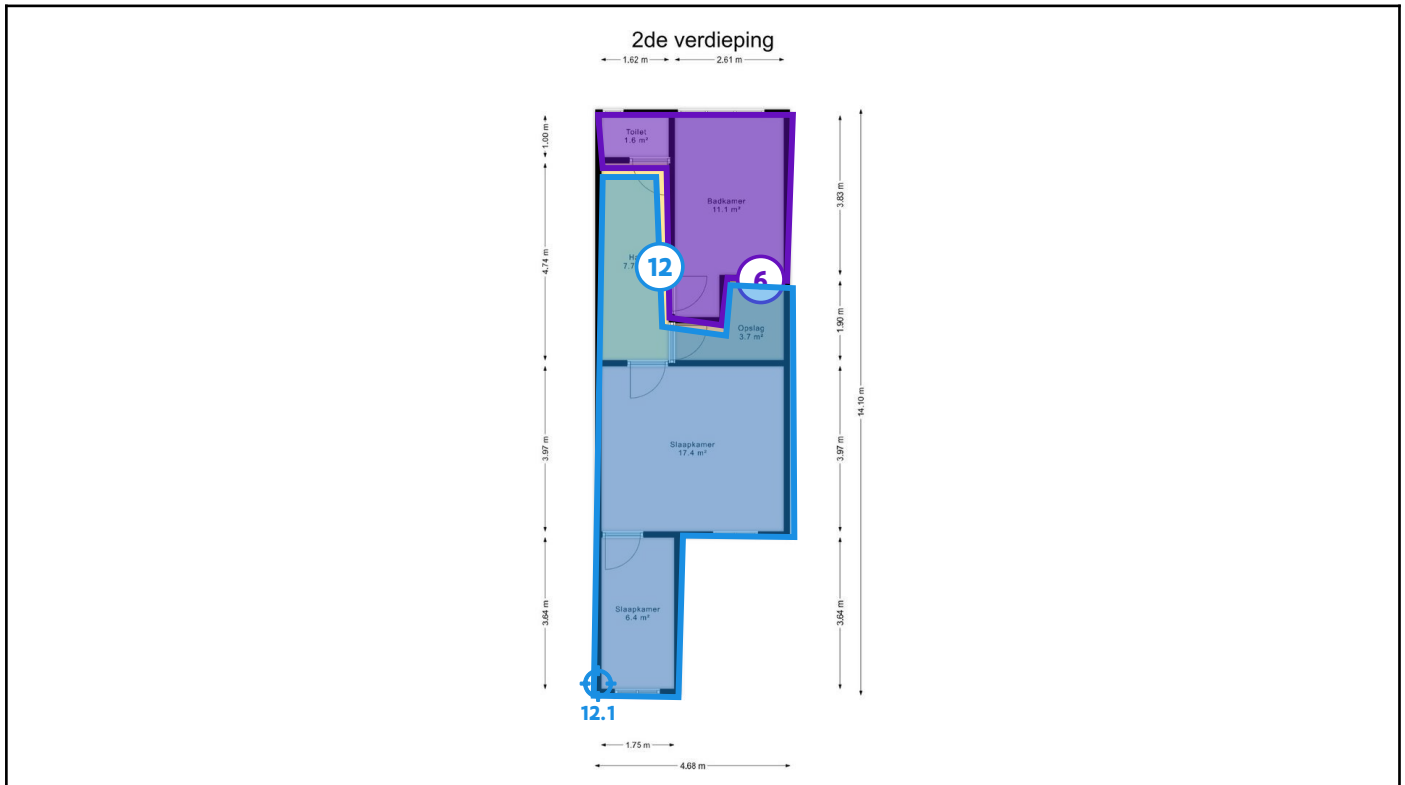 2de verdieping
1.62 m
2.61 m
1.00 m
4.74 m
3.97 m
3.64 m
Toilet
1.6 m²
Badkamer
11.1 m²
12
6
Opslag
3.7 m²
Slaapkamer
17.4 m²
Slaapkamer
6.4 m²
12.1
3.83 m
1.90 m
3.97 m
3.64 m
14.10 m
1.75 m
4.68 m